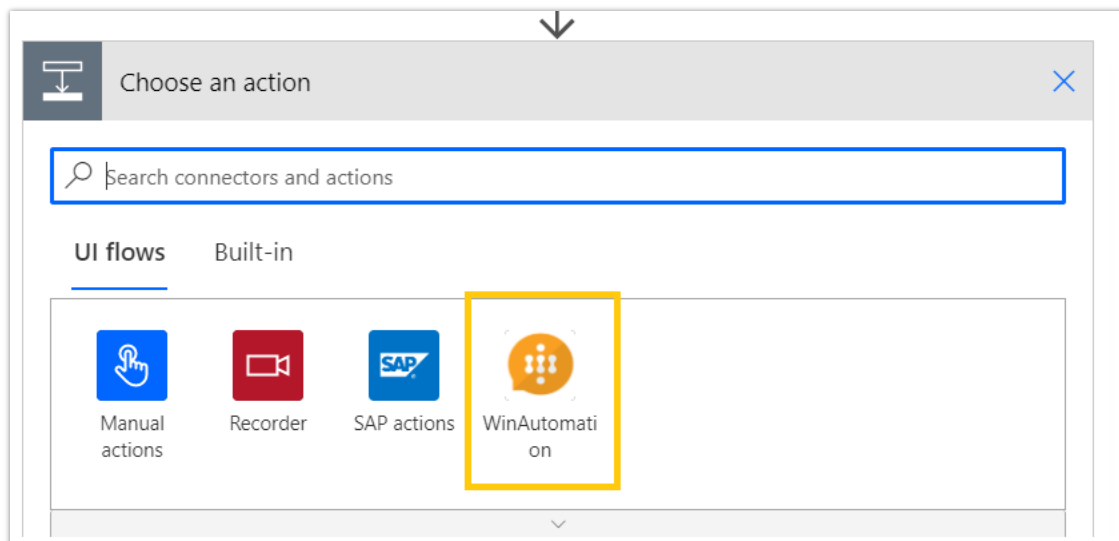 Choose an action
Search connectors and actions
UI flows
Built-in
SAP
Manual
actions
Recorder
SAP actions
WinAutomati
on